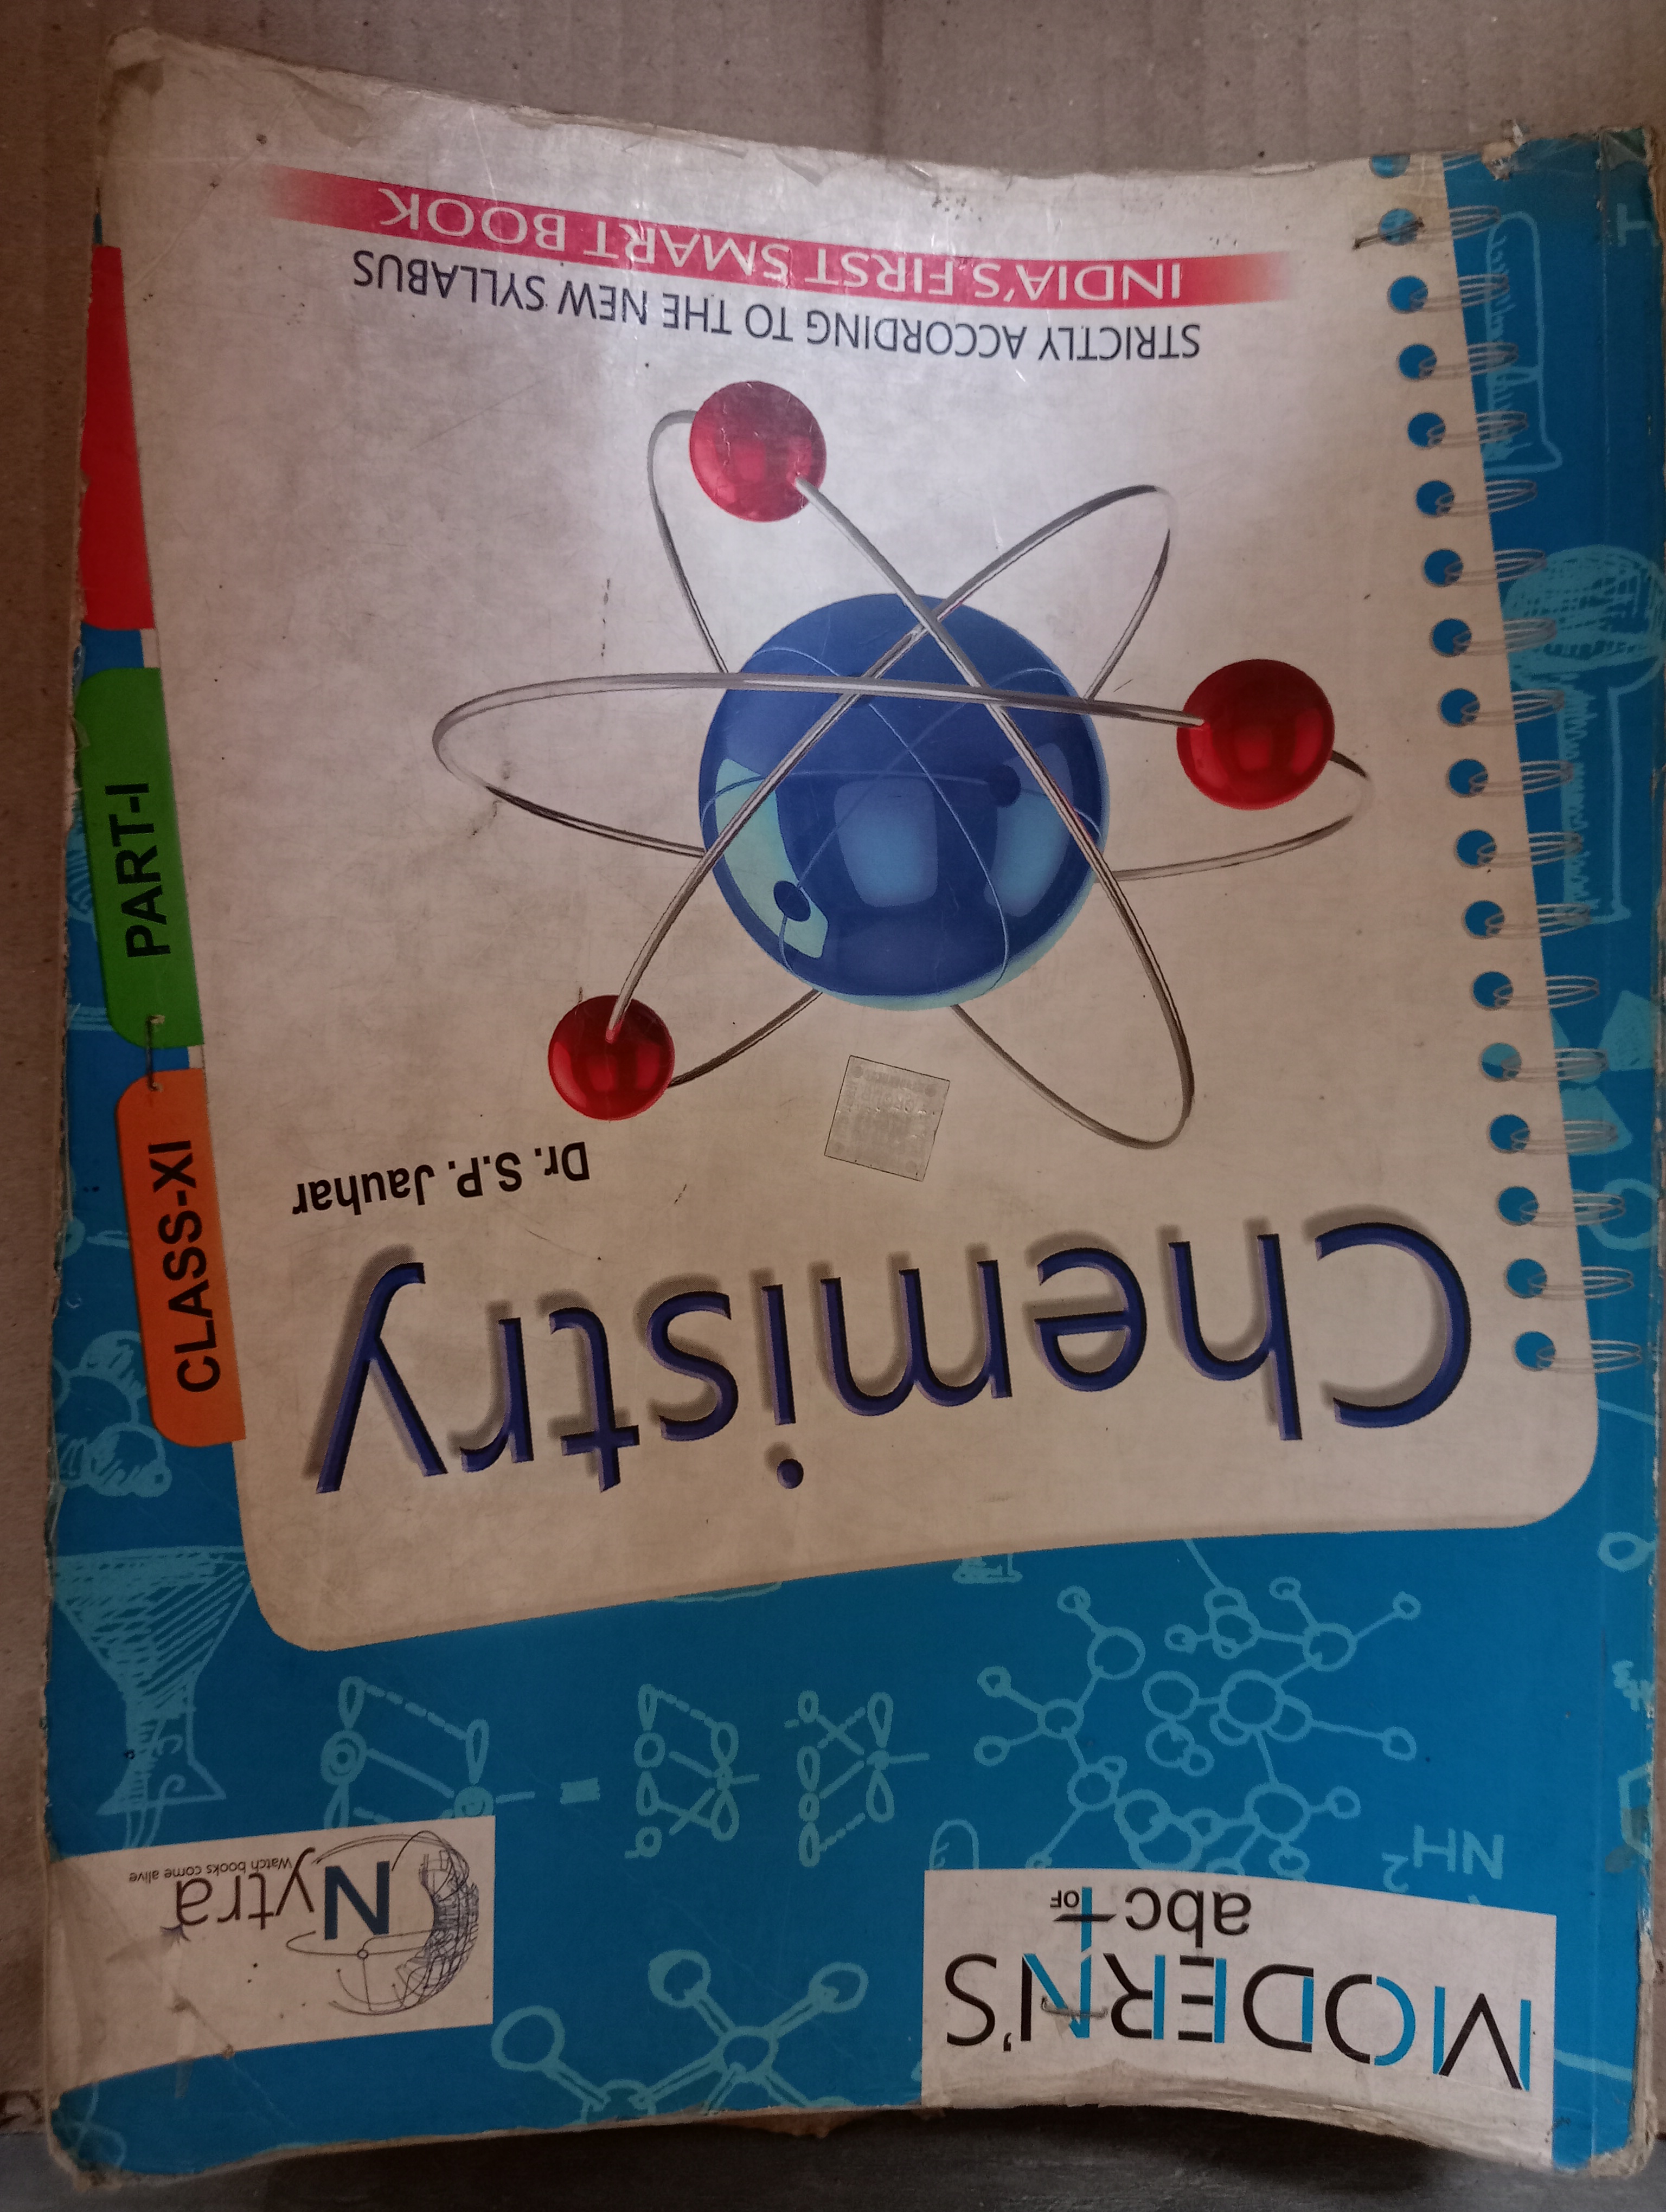 MODERN'S
abc+ OF
Nytra
Watch books come alive
NH2
Chemistry
Dr. S.P. Jauhar
CLASS-XI
PART-I
STRICTLY ACCORDING TO THE NEW SYLLABUS
INDIA'S FIRST SMART BOOK